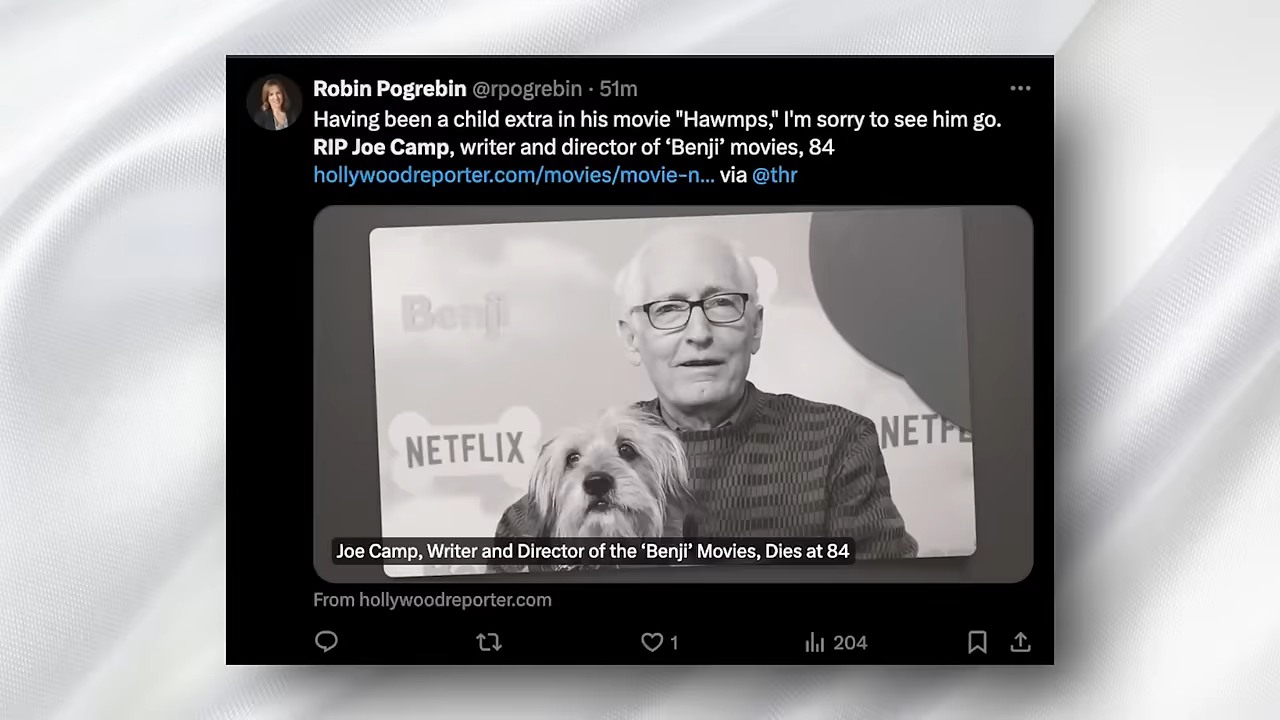 Robin Pogrebin @rpogrebin · 51m
Having been a child extra in his movie "Hawmps," I'm sorry to see him go.
RIP Joe Camp, writer and director of ‘Benji’ movies, 84
hollywoodreporter.com/movies/movie-n... via @thr
Benji
NETFLIX
NETF
Joe Camp, Writer and Director of the ‘Benji’ Movies, Dies at 84
From hollywoodreporter.com
1
204